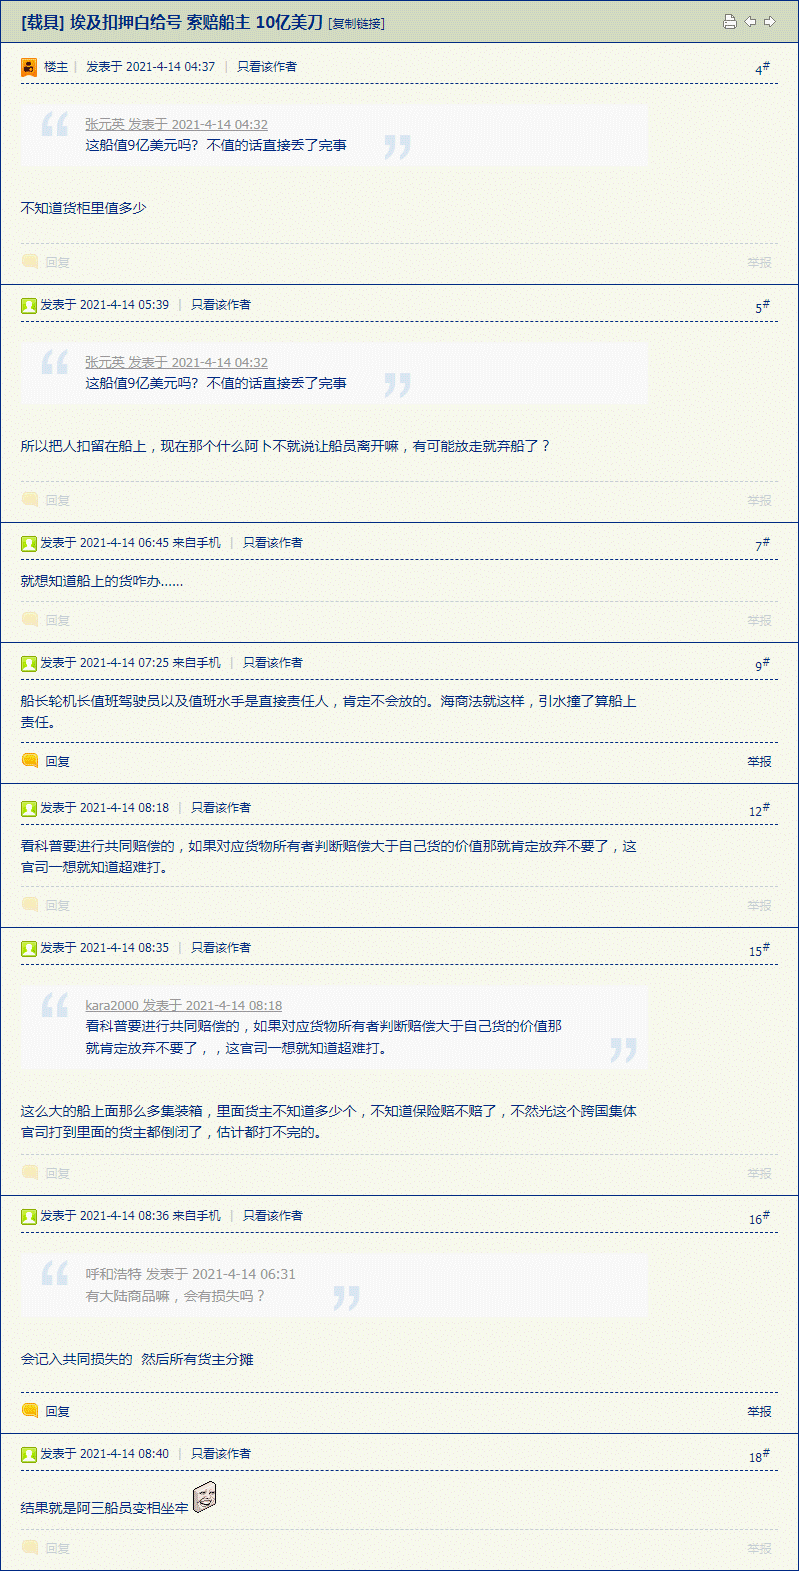 [载具] 埃及扣押白给号 索赔船主 10亿美刀 [复制链接]
楼主 | 发表于 2021-4-14 04:37 | 只看该作者 4#
张元英 发表于 2021-4-14 04:32
这船值9亿美元吗？不值的话直接丢了完事
不知道货柜里值多少
回复 举报
发表于 2021-4-14 05:39 | 只看该作者 5#
张元英 发表于 2021-4-14 04:32
这船值9亿美元吗？不值的话直接丢了完事
所以把人扣留在船上，现在那个什么阿卜不就说让船员离开嘛，有可能放走就弃船了？
回复 举报
发表于 2021-4-14 06:45 来自手机 | 只看该作者 7#
就想知道船上的货咋办......
回复 举报
发表于 2021-4-14 07:25 来自手机 | 只看该作者 9#
船长轮机长值班驾驶员以及值班水手是直接责任人，肯定不会放的。海商法就这样，引水撞了算船上
责任。
回复 举报
发表于 2021-4-14 08:18 | 只看该作者 12#
看科普要进行共同赔偿的，如果对应货物所有者判断赔偿大于自己货的价值那就肯定放弃不要了，这
官司一想就知道超难打。
回复 举报
发表于 2021-4-14 08:35 | 只看该作者 15#
kara2000 发表于 2021-4-14 08:18
看科普要进行共同赔偿的，如果对应货物所有者判断赔偿大于自己货的价值那
就肯定放弃不要了，，这官司一想就知道超难打。
这么大的船上面那么多集装箱，里面货主不知道多少个，不知道保险赔不赔了，不然光这个跨国集体
官司打到里面的货主都倒闭了，估计都打不完的。
回复 举报
发表于 2021-4-14 08:36 来自手机 | 只看该作者 16#
呼和浩特 发表于 2021-4-14 06:31
有大陆商品嘛，会有损失吗？
会记入共同损失的 然后所有货主分摊
回复 举报
发表于 2021-4-14 08:40 | 只看该作者 18#
结果就是阿三船员变相坐牢
回复 举报